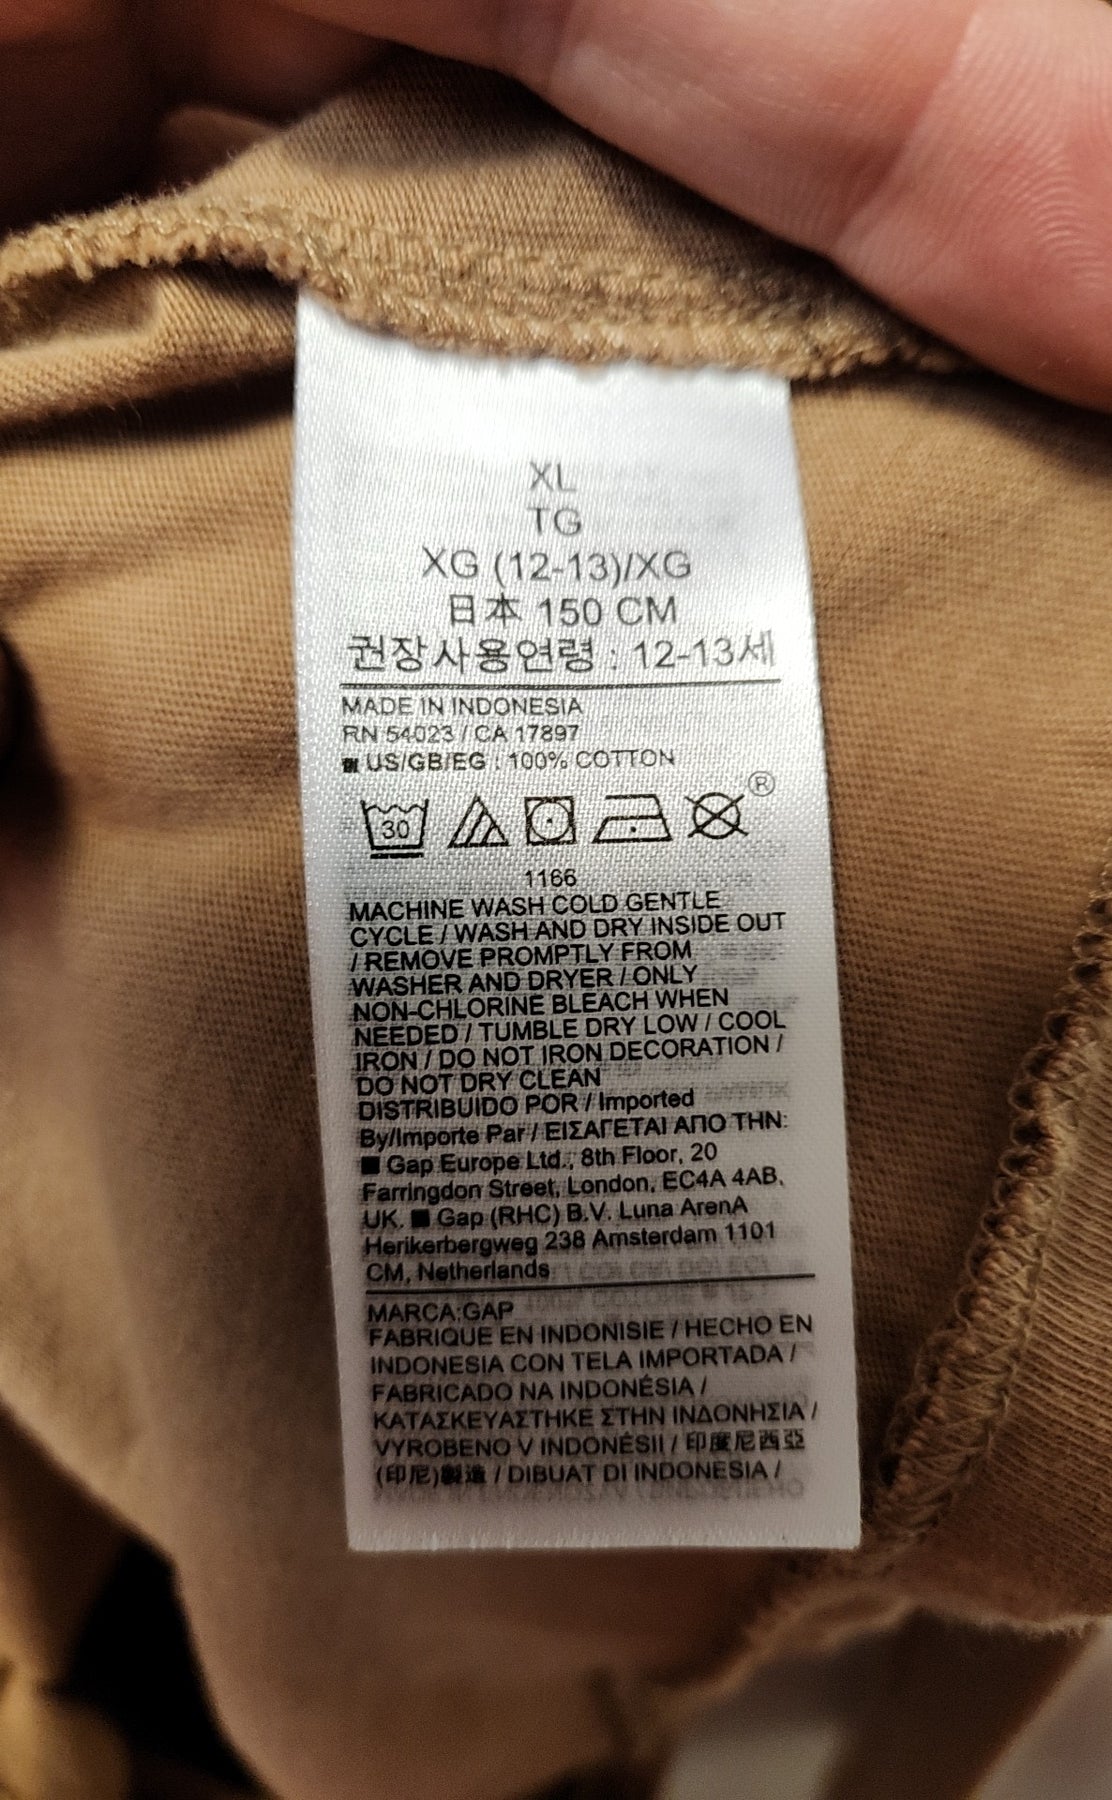 XL
TG
XG (12-13)/XG
日本 150 CM
권장사용연령 : 12-13세
MADE IN INDONESIA
RN 54023 / CA 17897
US/GB/EG : 100% COTTON
®
30
1166
MACHINE WASH COLD GENTLE
CYCLE / WASH AND DRY INSIDE OUT
/ REMOVE PROMPTLY FROM
WASHER AND DRYER / ONLY
NON-CHLORINE BLEACH WHEN
NEEDED / TUMBLE DRY LOW / COOL
IRON / DO NOT IRON DECORATION /
DO NOT DRY CLEAN
DISTRIBUIDO POR / Imported
By/Importe Par / ΕΙΣΑΓΕΤΑΙ ΑΠΟ ΤΗΝ:
■ Gap Europe Ltd., 8th Floor, 20
Farringdon Street, London, EC4A 4AB,
UK. ■ Gap (RHC) B.V. Luna ArenA
Herikerbergweg 238 Amsterdam 1101
CM, Netherlands
MARCA:GAP
FABRIQUE EN INDONISIE / HECHO EN
INDONESIA CON TELA IMPORTADA /
FABRICADO NA INDONÉSIA /
ΚΑΤΑΣΚΕΥΑΣΤΗΚΕ ΣΤΗΝ ΙΝΔΟΝΗΣΙΑ /
VYROBENO V INDONÉSII / 印度尼西亞
(印尼)製造 / DIBUAT DI INDONESIA /